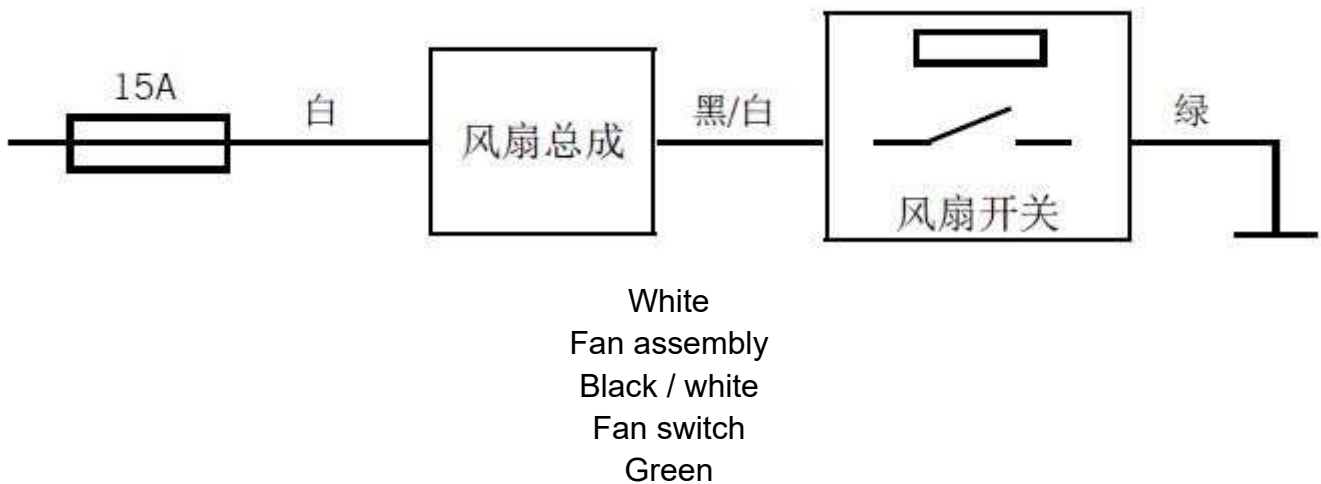 15A
白
风扇总成
黑/白
风扇开关
绿
White
Fan assembly
Black / white
Fan switch
Green